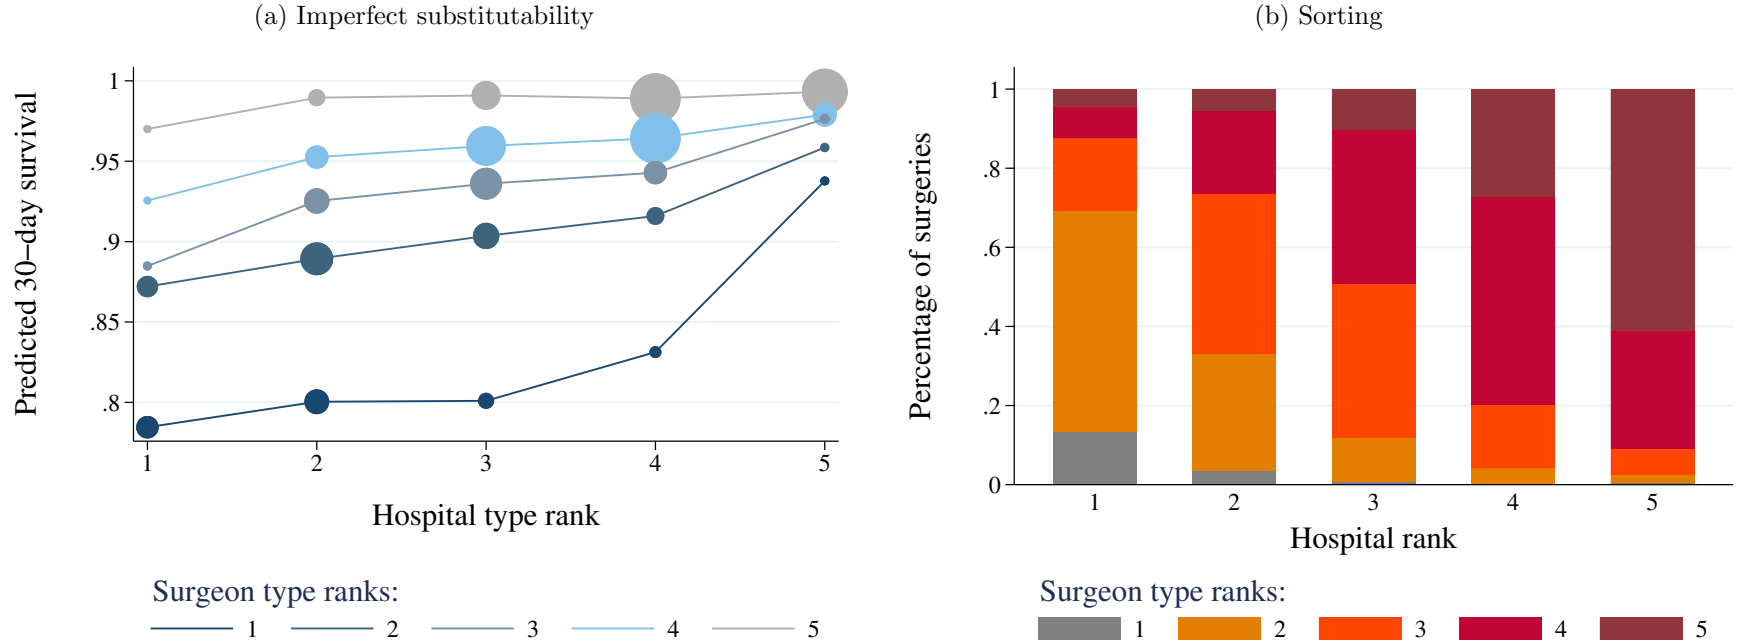 (a) Imperfect substitutability
Predicted 30–day survival
1
.95
.9
.85
.8
1 2 3 4 5
Hospital type rank
Surgeon type ranks:
1 2 3 4 5
(b) Sorting
Percentage of surgeries
1
.8
.6
.4
.2
0
1 2 3 4 5
Hospital rank
Surgeon type ranks:
1 2 3 4 5